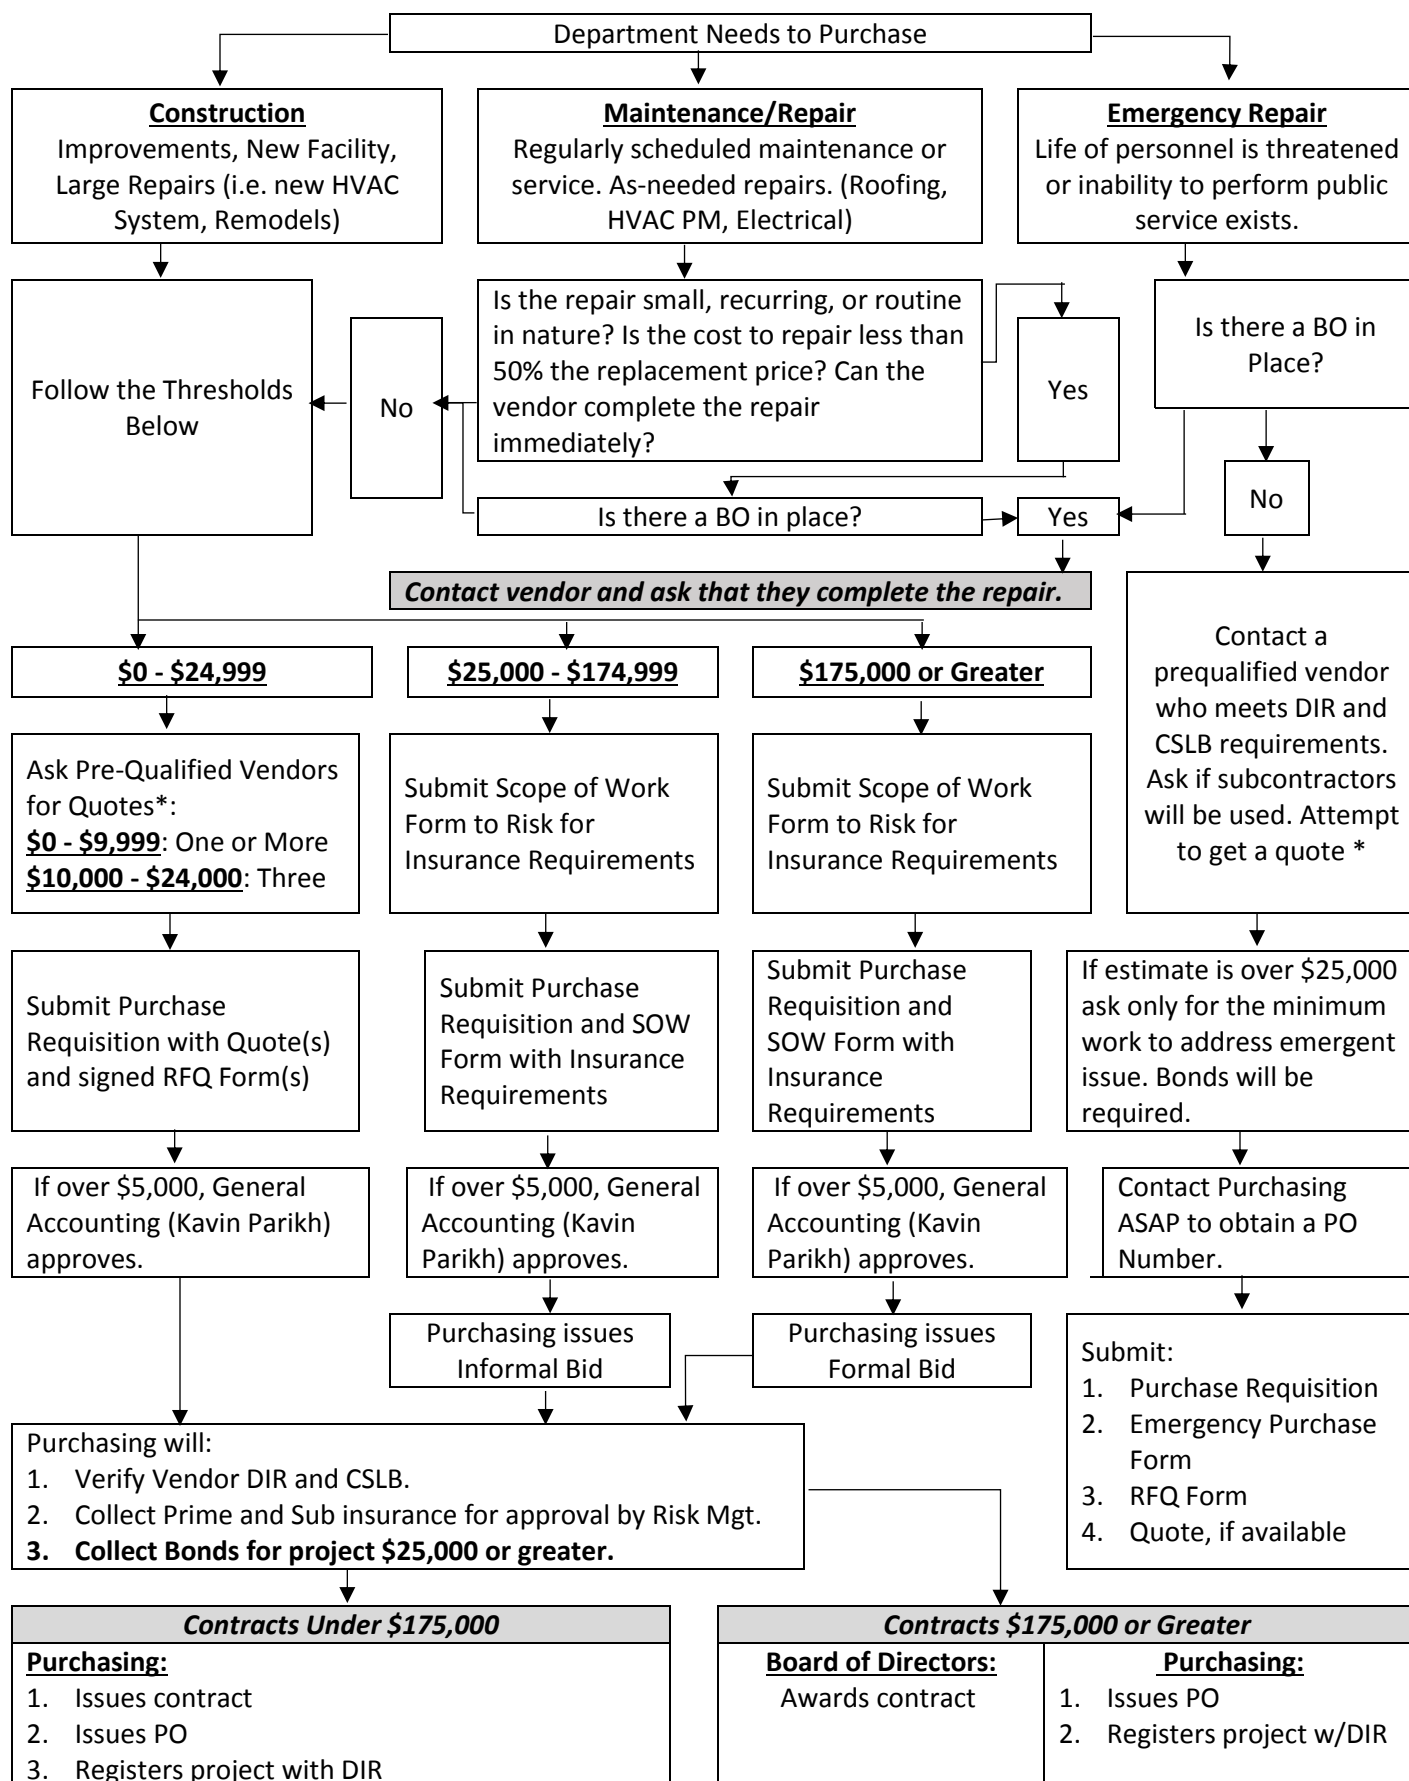 Department Needs to Purchase
Construction
Improvements, New Facility,
Large Repairs (i.e. new HVAC
System, Remodels)
Maintenance/Repair
Regularly scheduled maintenance or
service. As-needed repairs. (Roofing,
HVAC PM, Electrical)
Emergency Repair
Life of personnel is threatened
or inability to perform public
service exists.
Follow the Thresholds
Below
No
Is the repair small, recurring, or routine
in nature? Is the cost to repair less than
50% the replacement price? Can the
vendor complete the repair
immediately?
Yes
Is there a BO in
Place?
Is there a BO in place?
Yes
No
Contact vendor and ask that they complete the repair.
$0 - $24,999
$25,000 - $174,999
$175,000 or Greater
Contact a
prequalified vendor
who meets DIR and
CSLB requirements.
Ask if subcontractors
will be used. Attempt
to get a quote *
Ask Pre-Qualified Vendors
for Quotes*:
$0 - $9,999: One or More
$10,000 - $24,000: Three
Submit Scope of Work
Form to Risk for
Insurance Requirements
Submit Scope of Work
Form to Risk for
Insurance Requirements
Submit Purchase
Requisition with Quote(s)
and signed RFQ Form(s)
Submit Purchase
Requisition and SOW
Form with Insurance
Requirements
Submit Purchase
Requisition and
SOW Form with
Insurance
Requirements
If estimate is over $25,000
ask only for the minimum
work to address emergent
issue. Bonds will be
required.
If over $5,000, General
Accounting (Kavin Parikh)
approves.
If over $5,000, General
Accounting (Kavin
Parikh) approves.
If over $5,000, General
Accounting (Kavin
Parikh) approves.
Contact Purchasing
ASAP to obtain a PO
Number.
Purchasing issues
Informal Bid
Purchasing issues
Formal Bid
Submit:
1. Purchase Requisition
2. Emergency Purchase
Form
3. RFQ Form
4. Quote, if available
Purchasing will:
1. Verify Vendor DIR and CSLB.
2. Collect Prime and Sub insurance for approval by Risk Mgt.
3. Collect Bonds for project $25,000 or greater.
Contracts Under $175,000
Purchasing:
1. Issues contract
2. Issues PO
3. Registers project with DIR
Contracts $175,000 or Greater
Board of Directors:
Awards contract
Purchasing:
1. Issues PO
2. Registers project w/DIR